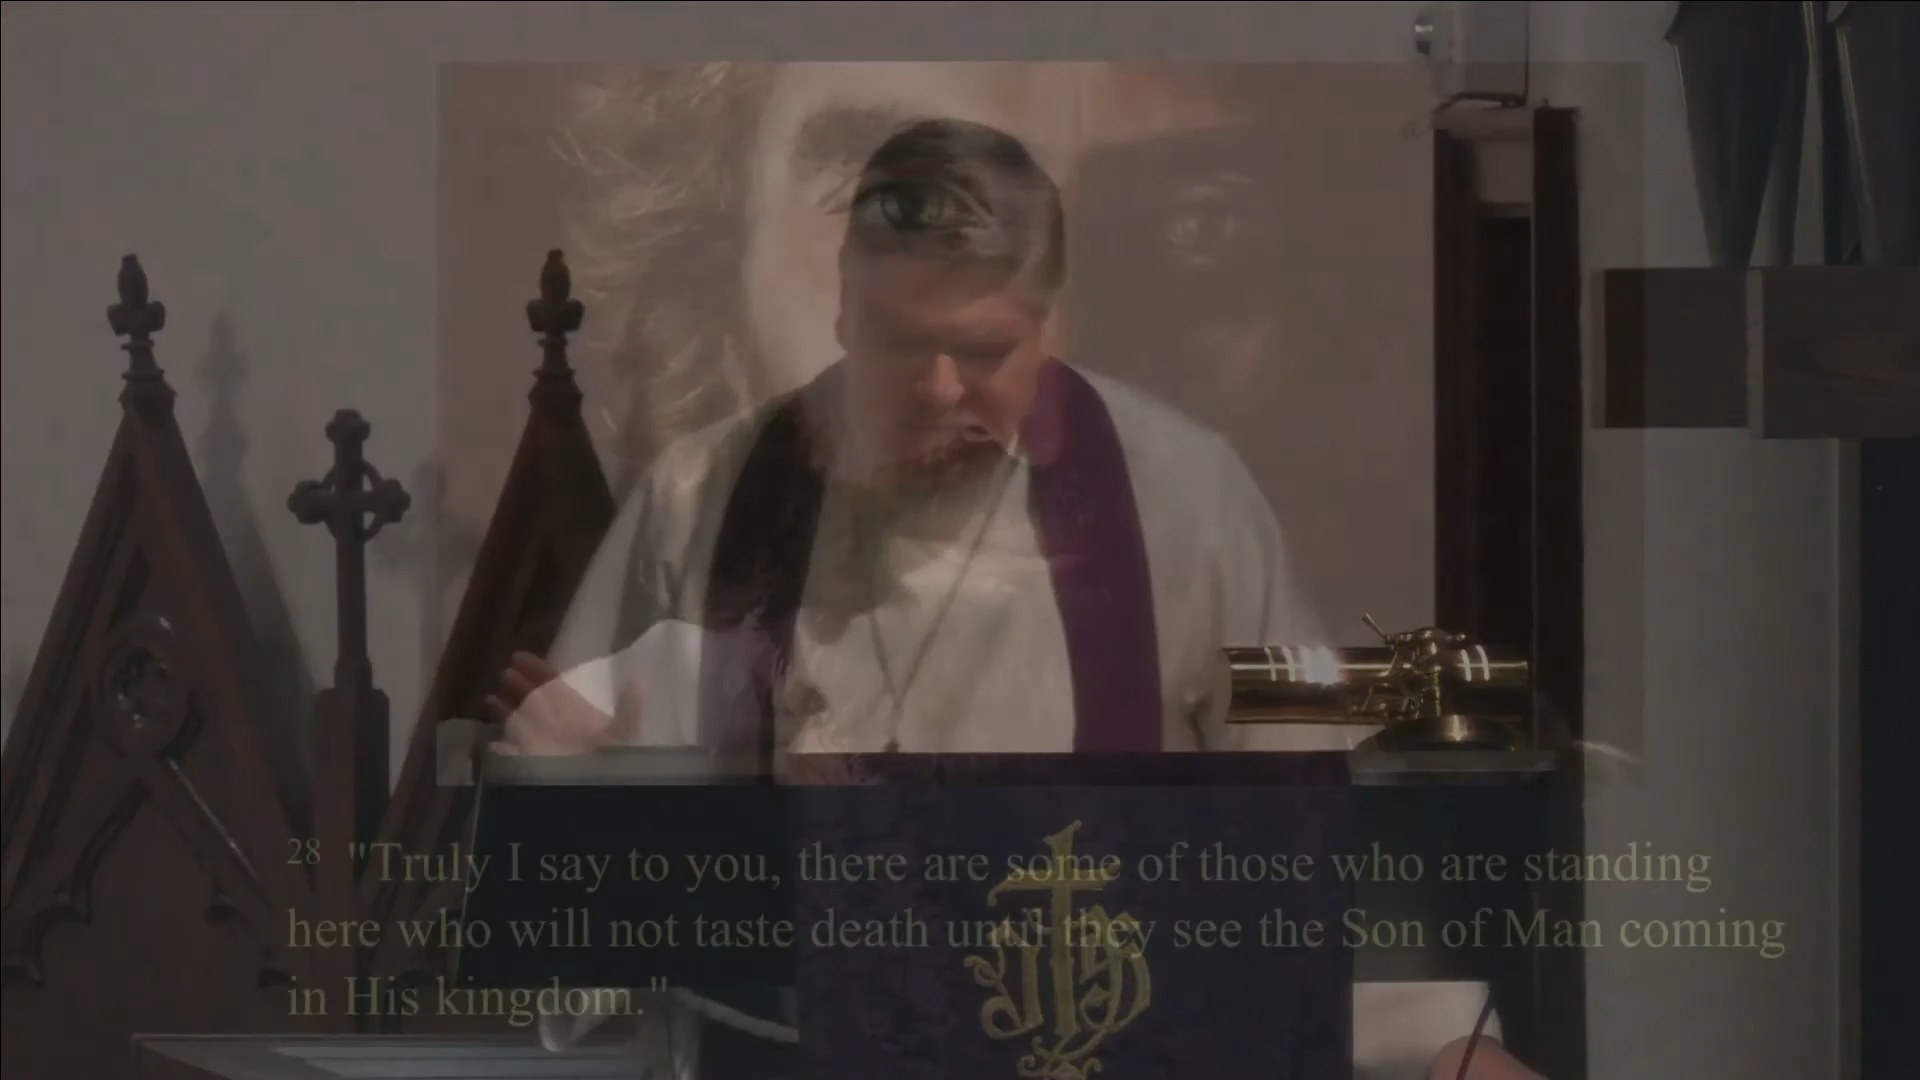 28 "Truly I say to you, there are some of those who are standing
here who will not taste death until they see the Son of Man coming
in His kingdom."